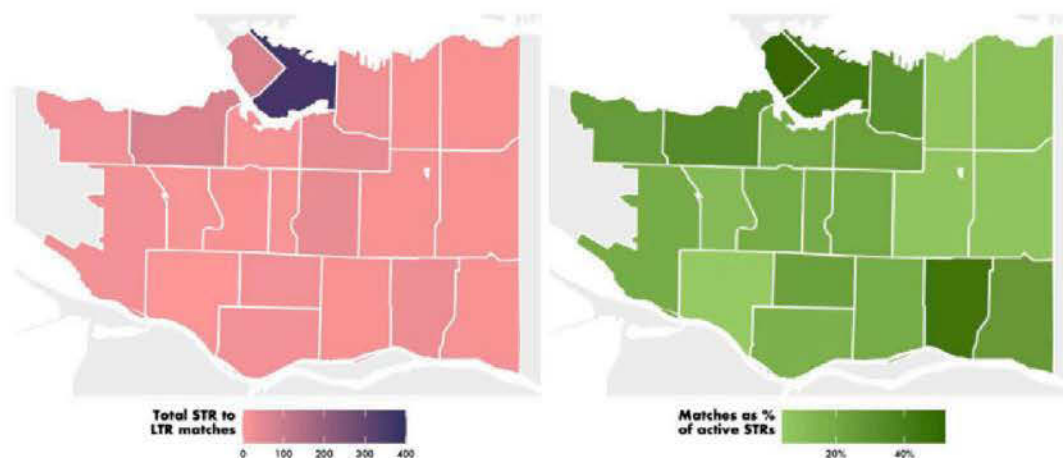 Total STR to
LTR matches
0 100 200 300 400
Matches as %
of active STRs
20% 40%